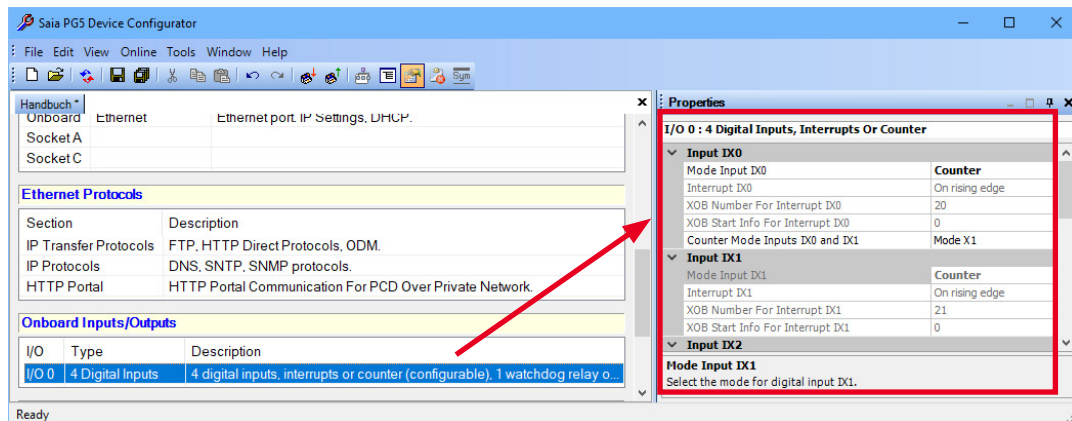 Saia PG5 Device Configurator
File Edit View Online Tools Window Help
Sym
Handbuch *
Onboard Ethernet Ethernet port. IP Settings, DHCP.
Socket A
Socket C
Ethernet Protocols
Section Description
IP Transfer Protocols FTP, HTTP Direct Protocols, ODM.
IP Protocols DNS, SNTP, SNMP protocols.
HTTP Portal HTTP Portal Communication For PCD Over Private Network.
Onboard Inputs/Outputs
I/O Type Description
I/O 0 4 Digital Inputs 4 digital inputs, interrupts or counter (configurable), 1 watchdog relay o...
Ready
Properties
I/O 0 : 4 Digital Inputs, Interrupts Or Counter
Input IX0
Mode Input IX0 Counter
Interrupt IX0 On rising edge
XOB Number For Interrupt IX0 20
XOB Start Info For Interrupt IX0 0
Counter Mode Inputs IX0 and IX1 Mode X1
Input IX1
Mode Input IX1 Counter
Interrupt IX1 On rising edge
XOB Number For Interrupt IX1 21
XOB Start Info For Interrupt IX1 0
Input IX2
Mode Input IX1
Select the mode for digital input IX1.